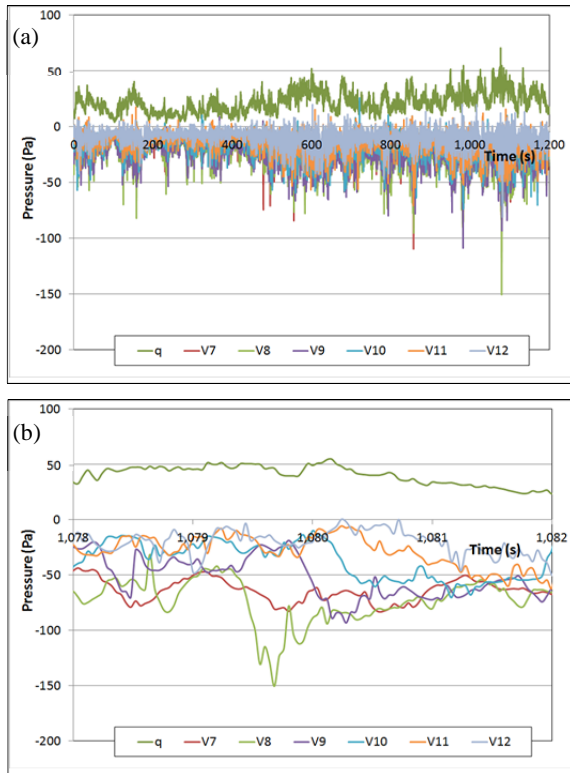 (a)
100
50
0
-50
-100
-150
-200
Pressure (Pa)
0 200 400 600 800 1,000 1,200
Time (s)
q V7 V8 V9 V10 V11 V12
(b)
100
50
0
-50
-100
-150
-200
Pressure (Pa)
1,078 1,079 1,080 1,081 1,082
Time (s)
q V7 V8 V9 V10 V11 V12